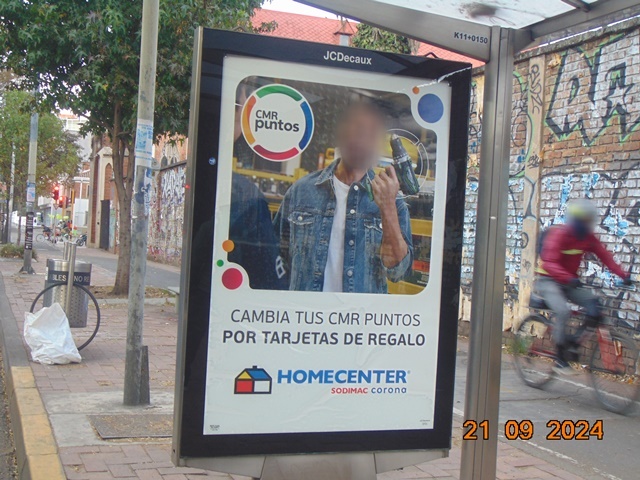 K11+0150
JCDecaux
CMR
puntos
CAMBIA TUS CMR PUNTOS
POR TARJETAS DE REGALO
HOMECENTER
SODIMAC corona
21 09 2024